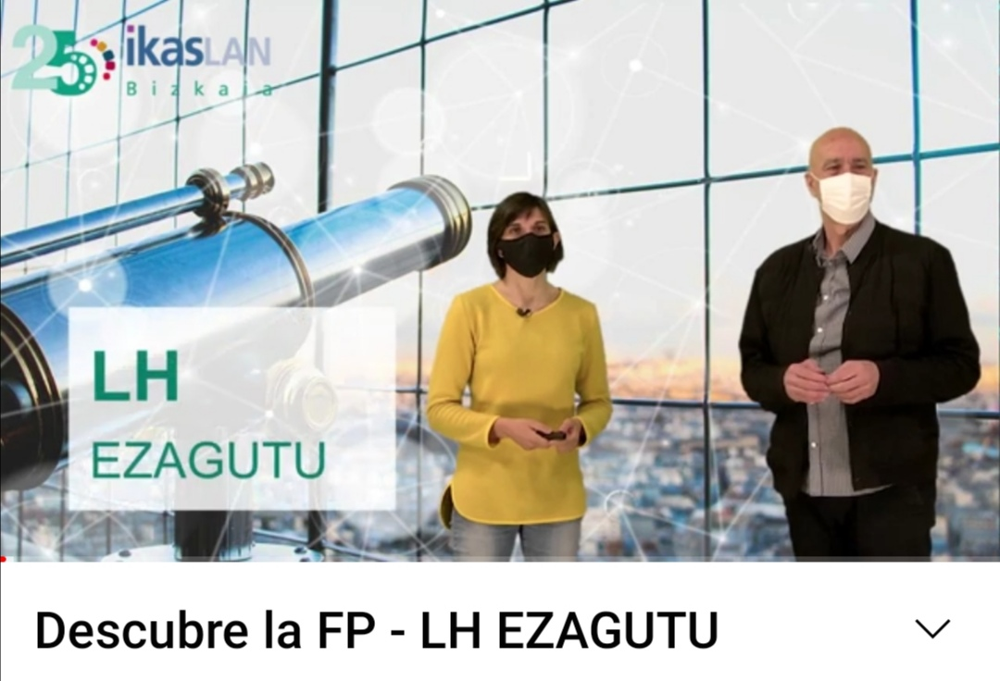 25 ikasLAN
Bizkaia
LH
EZAGUTU
Descubre la FP - LH EZAGUTU